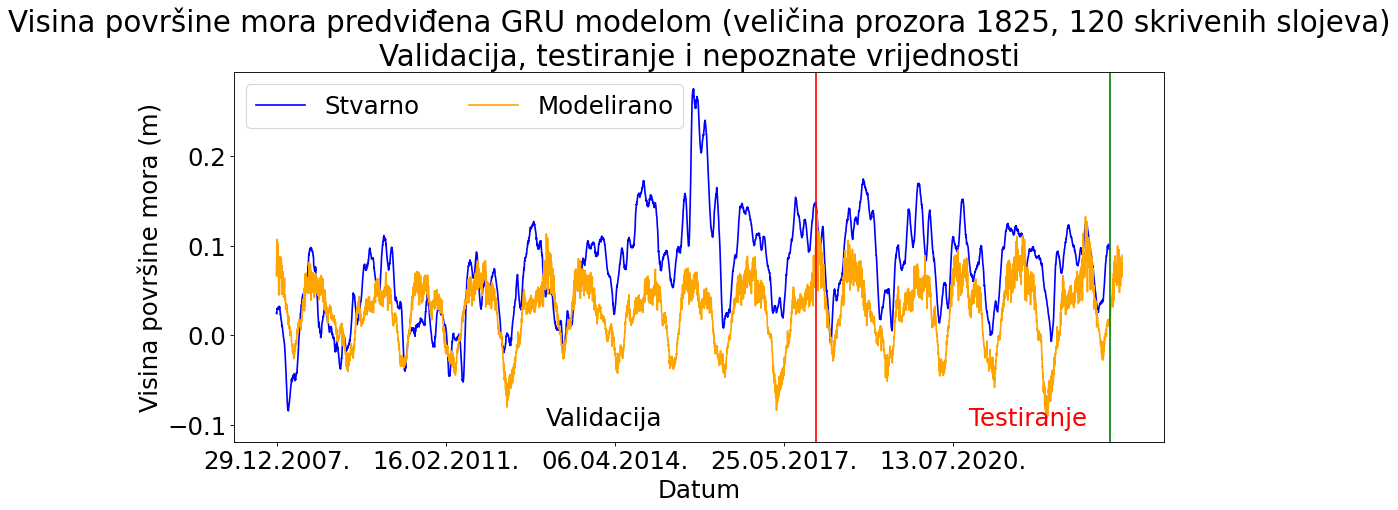 Visina površine mora predviđena GRU modelom (veličina prozora 1825, 120 skrivenih slojeva)
Validacija, testiranje i nepoznate vrijednosti
Stvarno
Modelirano
Visina površine mora (m)
0.2
0.1
0.0
−0.1
Validacija
Testiranje
29.12.2007.
16.02.2011.
06.04.2014.
25.05.2017.
13.07.2020.
Datum